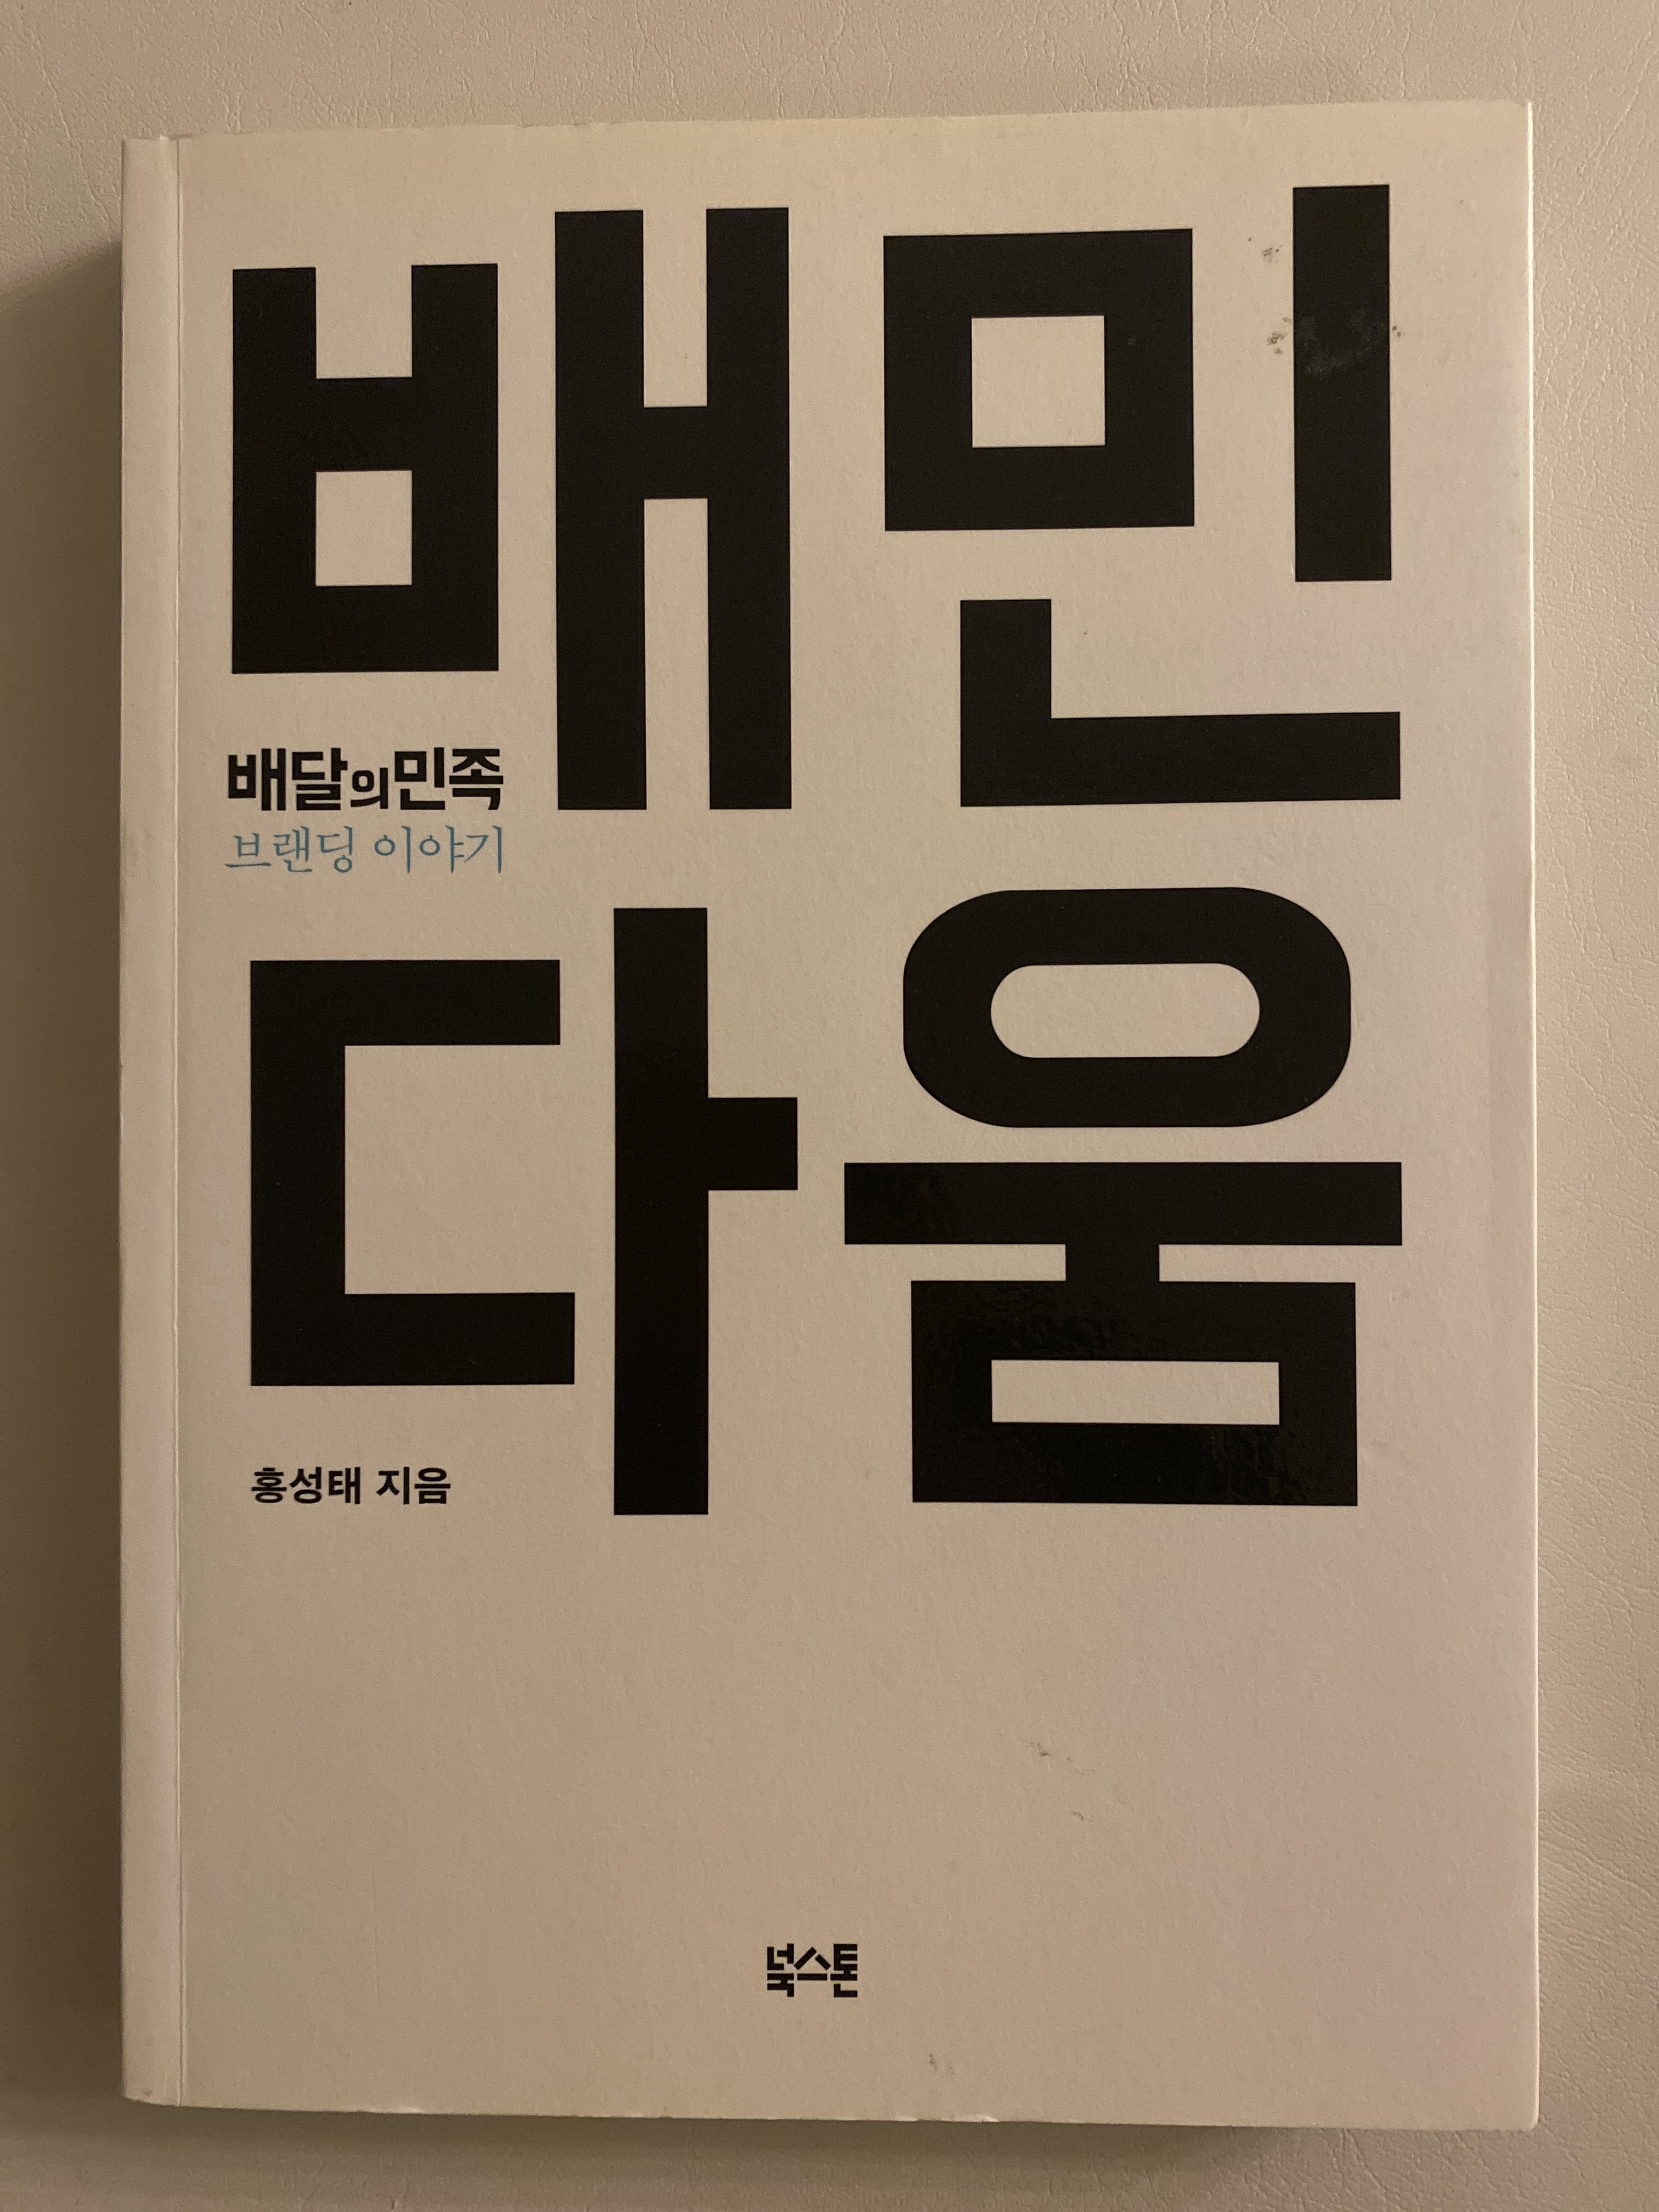 배민
배달의민족
브랜딩 이야기
다움
홍성태 지음
북스톤